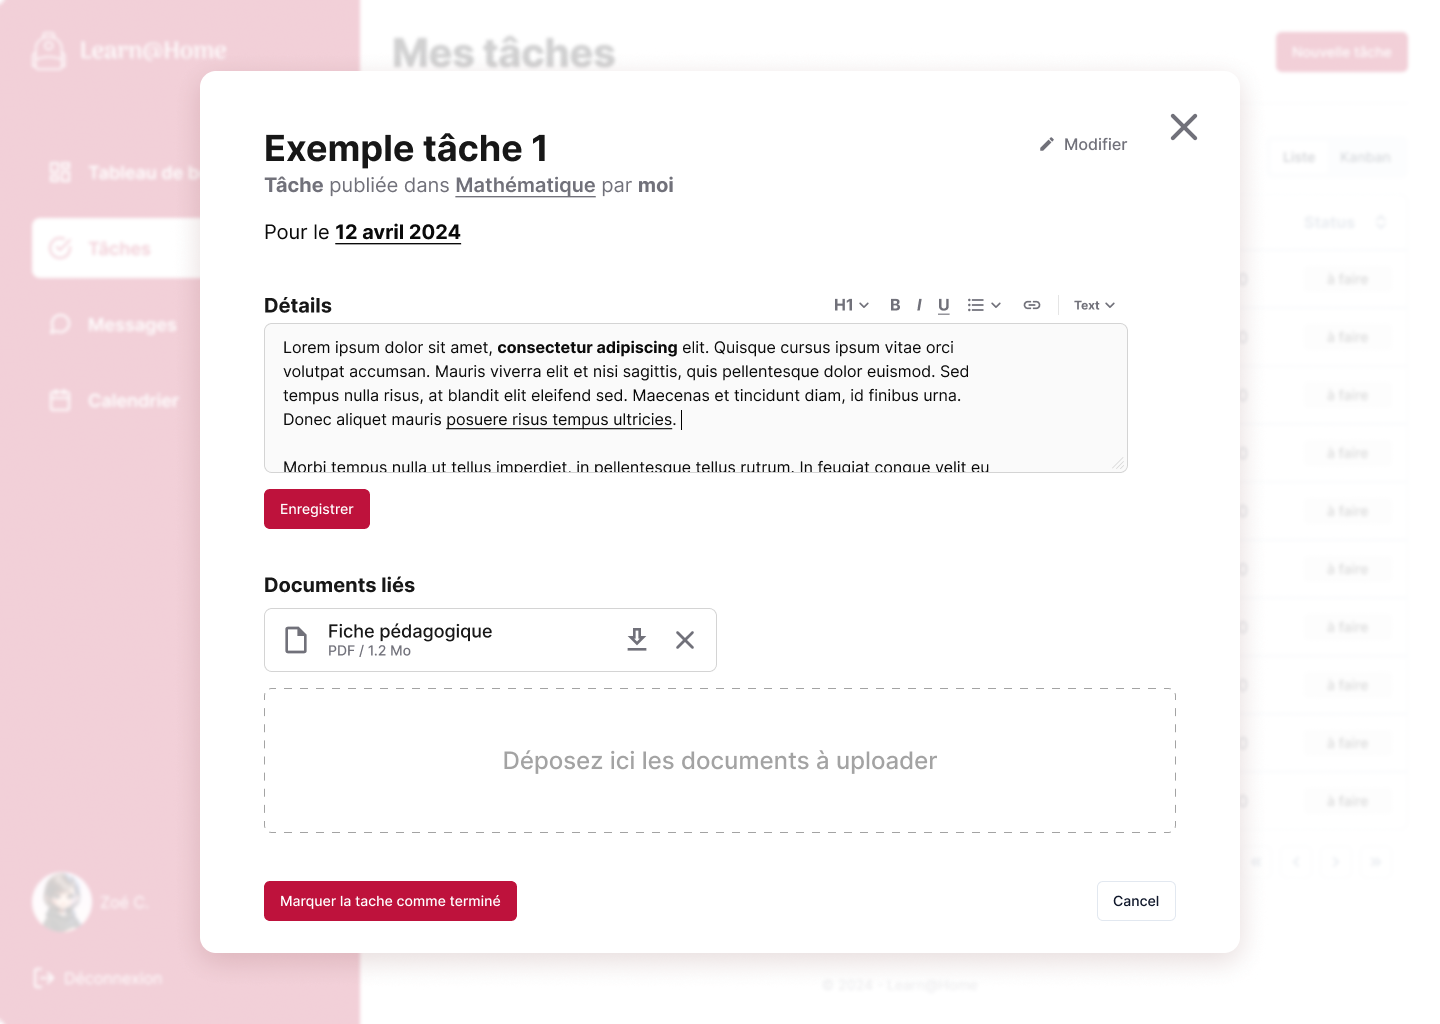 Learn@Home
Mes tâches
Nouvelle tâche
Tableau de b
Tâches
Messages
Calendrier
Zoé C.
Déconnexion
Exemple tâche 1
Modifier
Tâche publiée dans Mathématique par moi
Pour le 12 avril 2024
Détails
H1 B I U Text
Lorem ipsum dolor sit amet, consectetur adipiscing elit. Quisque cursus ipsum vitae orci
volutpat accumsan. Mauris viverra elit et nisi sagittis, quis pellentesque dolor euismod. Sed
tempus nulla risus, at blandit elit eleifend sed. Maecenas et tincidunt diam, id finibus urna.
Donec aliquet mauris posuere risus tempus ultricies.
Morbi tempus nulla ut tellus imperdiet, in pellentesque tellus rutrum. In feugiat congue velit eu
Enregistrer
Documents liés
Fiche pédagogique
PDF / 1.2 Mo
Déposez ici les documents à uploader
Marquer la tache comme terminé
Cancel
Liste Kanban
Status
à faire
à faire
à faire
à faire
à faire
à faire
à faire
à faire
à faire
à faire
© 2024 - Learn@Home